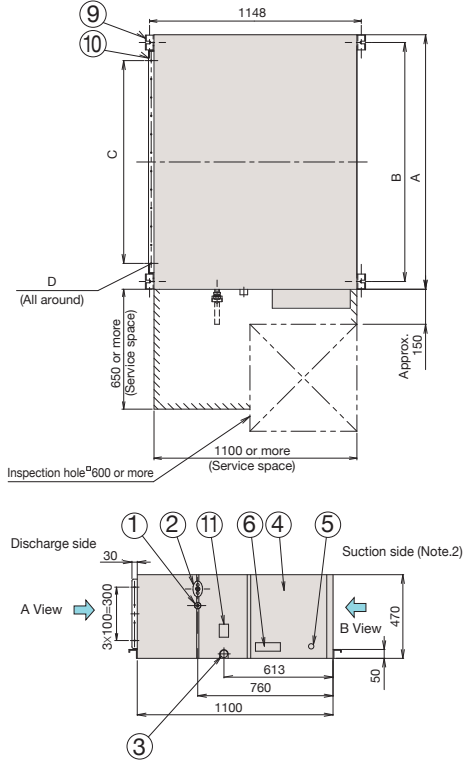 1148
⑨
⑩
C
B
A
D
(All around)
650 or more
(Service space)
Approx.
150
1100 or more
(Service space)
Inspection hole□600 or more
① ② ⑪ ⑥ ④ ⑤
Discharge side
Suction side (Note.2)
30
A View
3x100=300
B View
470
50
613
760
1100
③